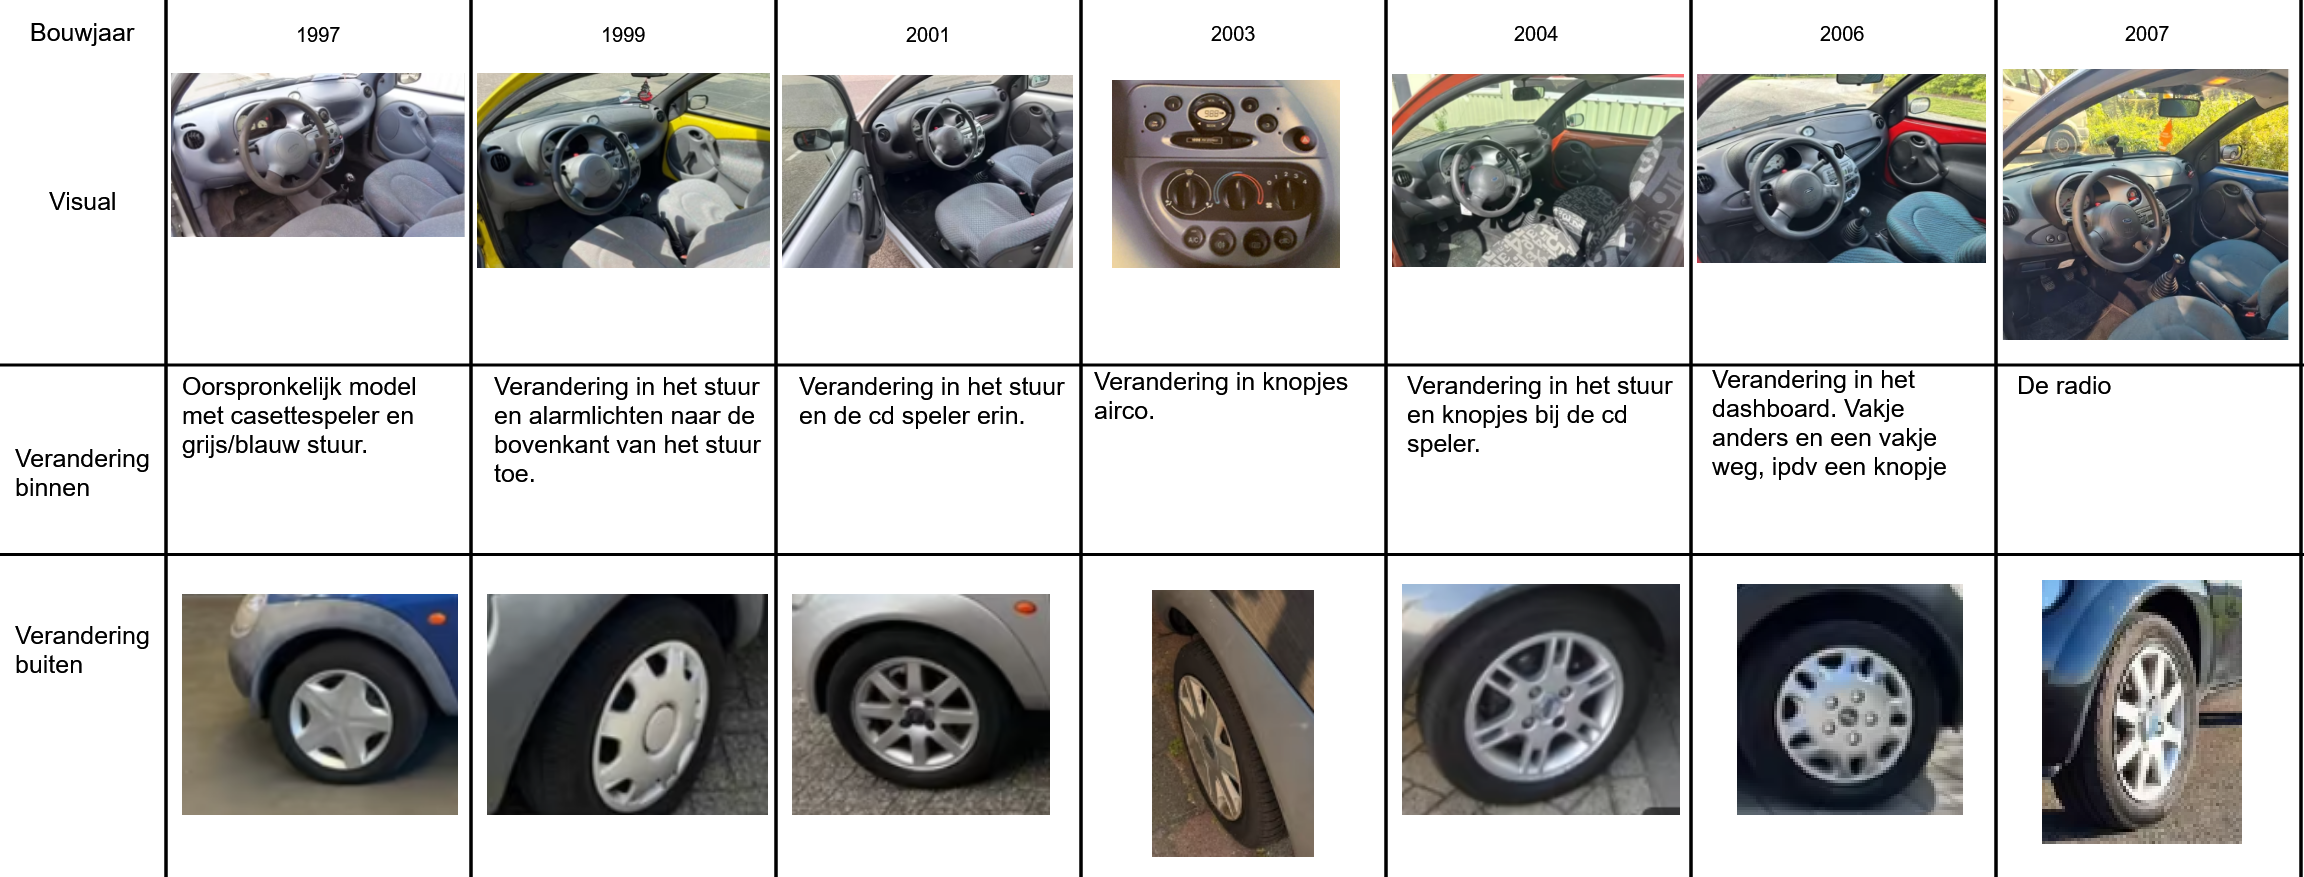 Bouwjaar
1997
1999
2001
2003
2004
2006
2007
Visual
Verandering
binnen
Oorspronkelijk model
met casettespeler en
grijs/blauw stuur.
Verandering in het stuur
en alarmlichten naar de
bovenkant van het stuur
toe.
Verandering in het stuur
en de cd speler erin.
Verandering in knopjes
airco.
Verandering in het stuur
en knopjes bij de cd
speler.
Verandering in het
dashboard. Vakje
anders en een vakje
weg, ipdv een knopje
De radio
Verandering
buiten